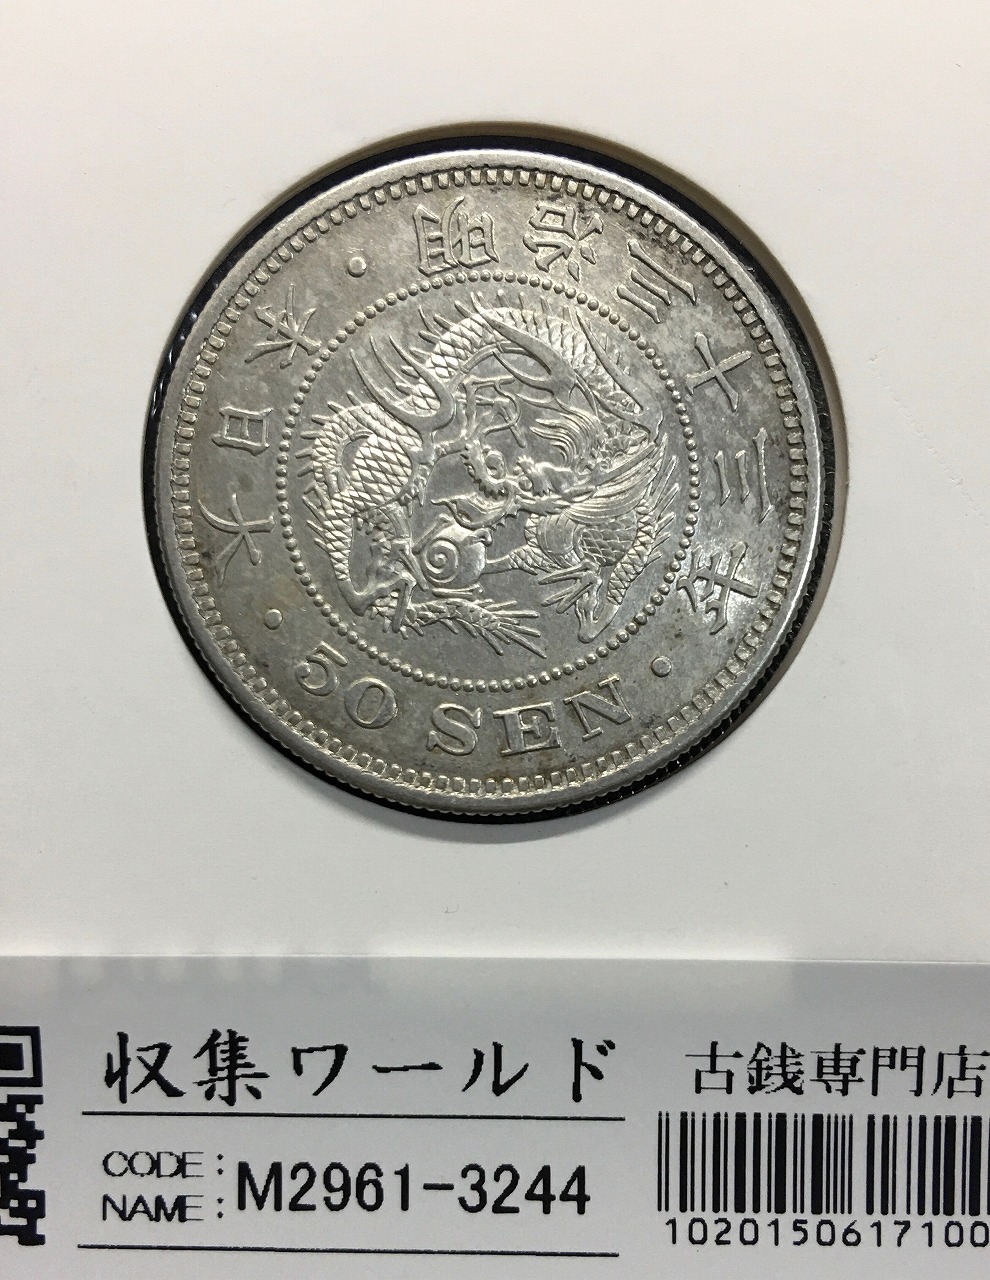 大日本・明治三十三年・
50 SEN・
収集ワールド
古銭専門店
CODE:
NAME:
M2961-3244
1020150617100